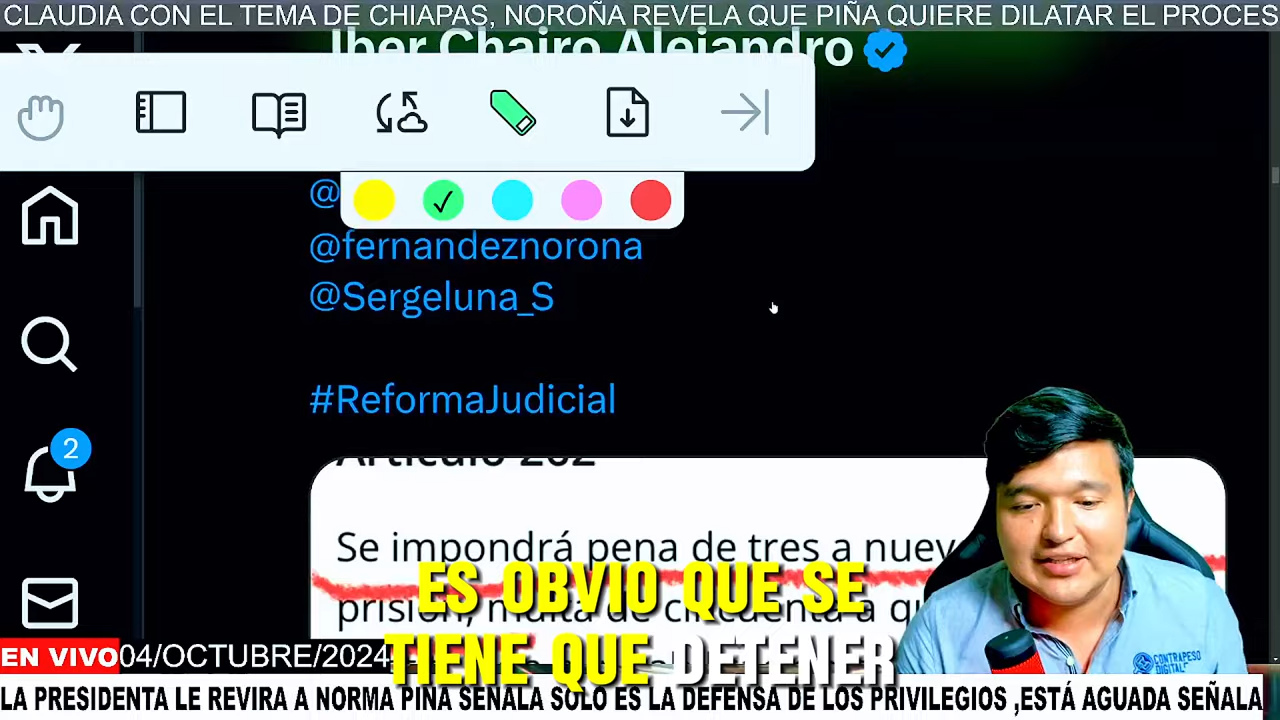 CLAUDIA CON EL TEMA DE CHIAPAS, NOROÑA REVELA QUE PIÑA QUIERE DILATAR EL PROCES
Iber Chairo Alejandro
@
@fernandeznorona
@Sergeluna_S
#ReformaJudicial
2
Artículo 262
Se impondrá pena de tres a nuev
prisión, multa de cincuenta a qu
ES OBVIO QUE SE
TIENE QUE DETENER
CONTRAPESO
DIGITAL
EN VIVO 04/OCTUBRE/2024
LA PRESIDENTA LE REVIRA A NORMA PIÑA SEÑALA SOLO ES LA DEFENSA DE LOS PRIVILEGIOS ,ESTÁ AGUADA SEÑALA